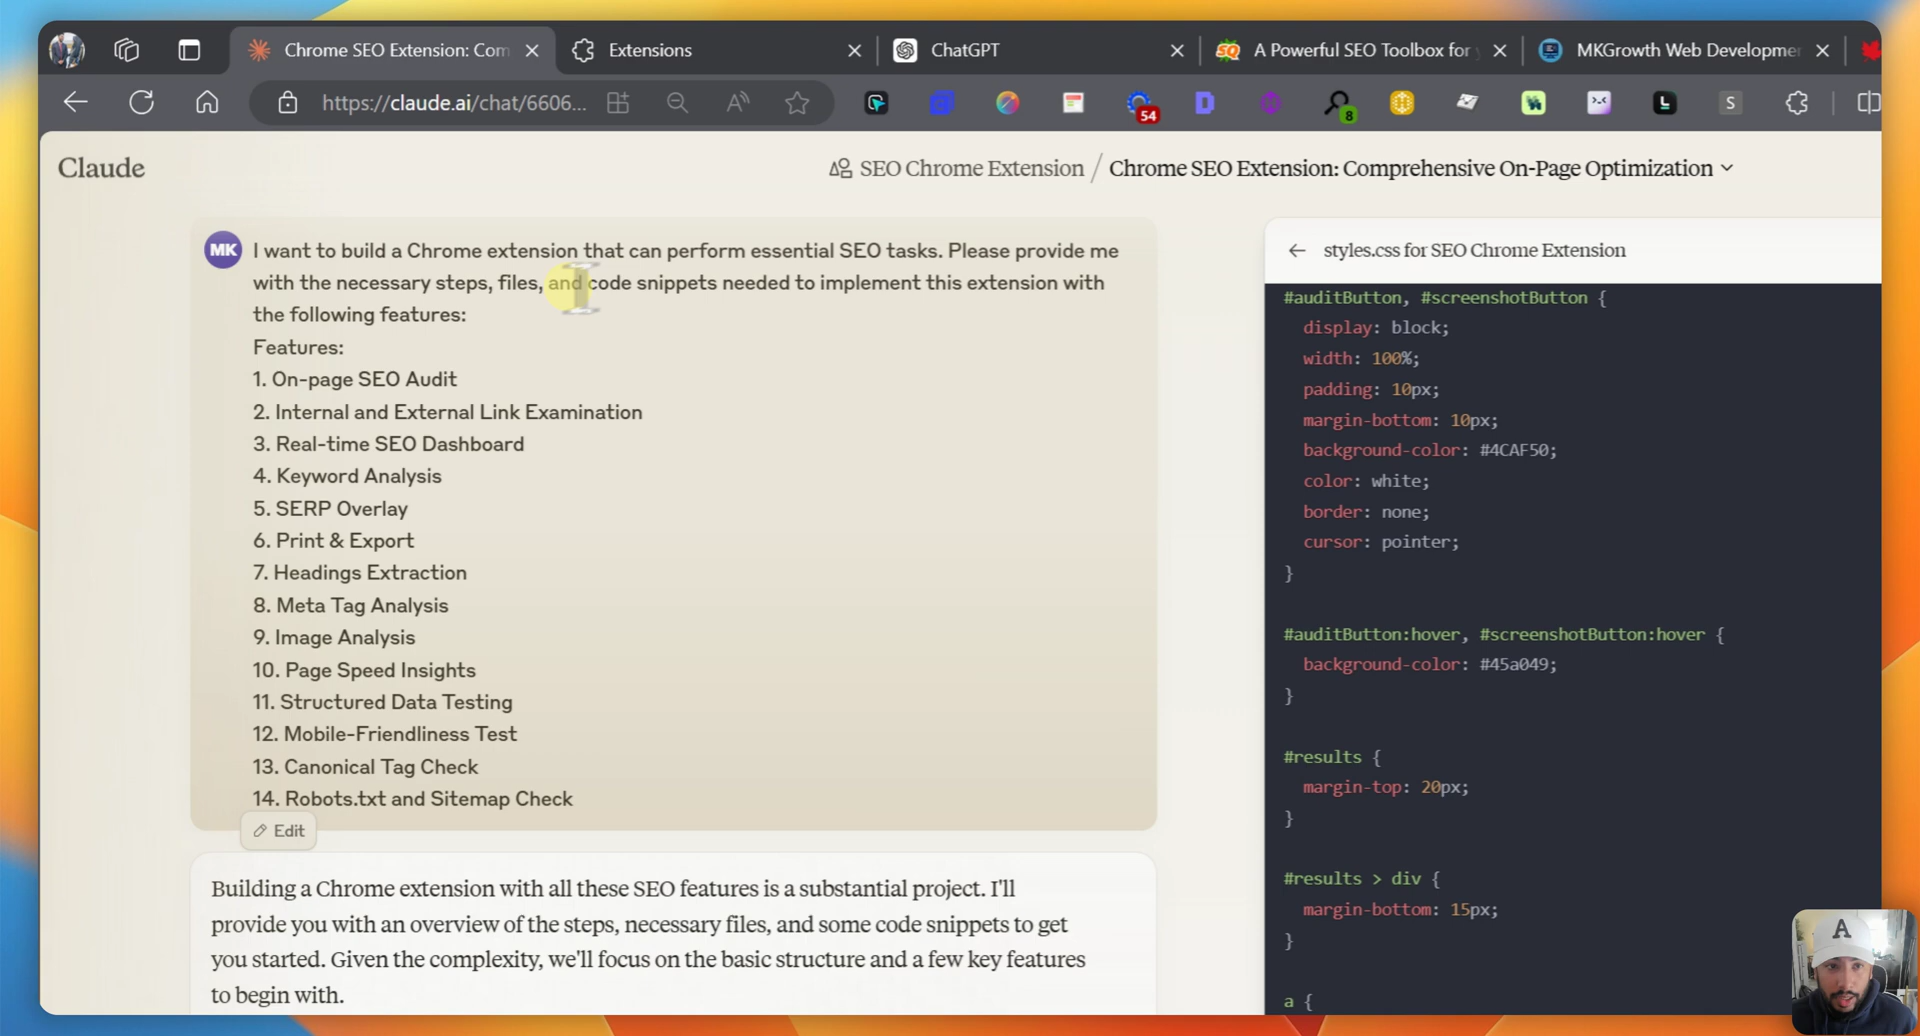 Chrome SEO Extension: Com
Extensions
ChatGPT
A Powerful SEO Toolbox for
MKGrowth Web Developme
https://claude.ai/chat/6606...
54
8
S
Claude
SEO Chrome Extension / Chrome SEO Extension: Comprehensive On-Page Optimization
MK
I want to build a Chrome extension that can perform essential SEO tasks. Please provide me
with the necessary steps, files, and code snippets needed to implement this extension with
the following features:
Features:
1. On-page SEO Audit
2. Internal and External Link Examination
3. Real-time SEO Dashboard
4. Keyword Analysis
5. SERP Overlay
6. Print & Export
7. Headings Extraction
8. Meta Tag Analysis
9. Image Analysis
10. Page Speed Insights
11. Structured Data Testing
12. Mobile-Friendliness Test
13. Canonical Tag Check
14. Robots.txt and Sitemap Check
Edit
Building a Chrome extension with all these SEO features is a substantial project. I'll
provide you with an overview of the steps, necessary files, and some code snippets to get
you started. Given the complexity, we'll focus on the basic structure and a few key features
to begin with.
styles.css for SEO Chrome Extension
#auditButton, #screenshotButton {
display: block;
width: 100%;
padding: 10px;
margin-bottom: 10px;
background-color: #4CAF50;
color: white;
border: none;
cursor: pointer;
}
#auditButton:hover, #screenshotButton:hover {
background-color: #45a049;
}
#results {
margin-top: 20px;
}
#results > div {
margin-bottom: 15px;
}
a {
A